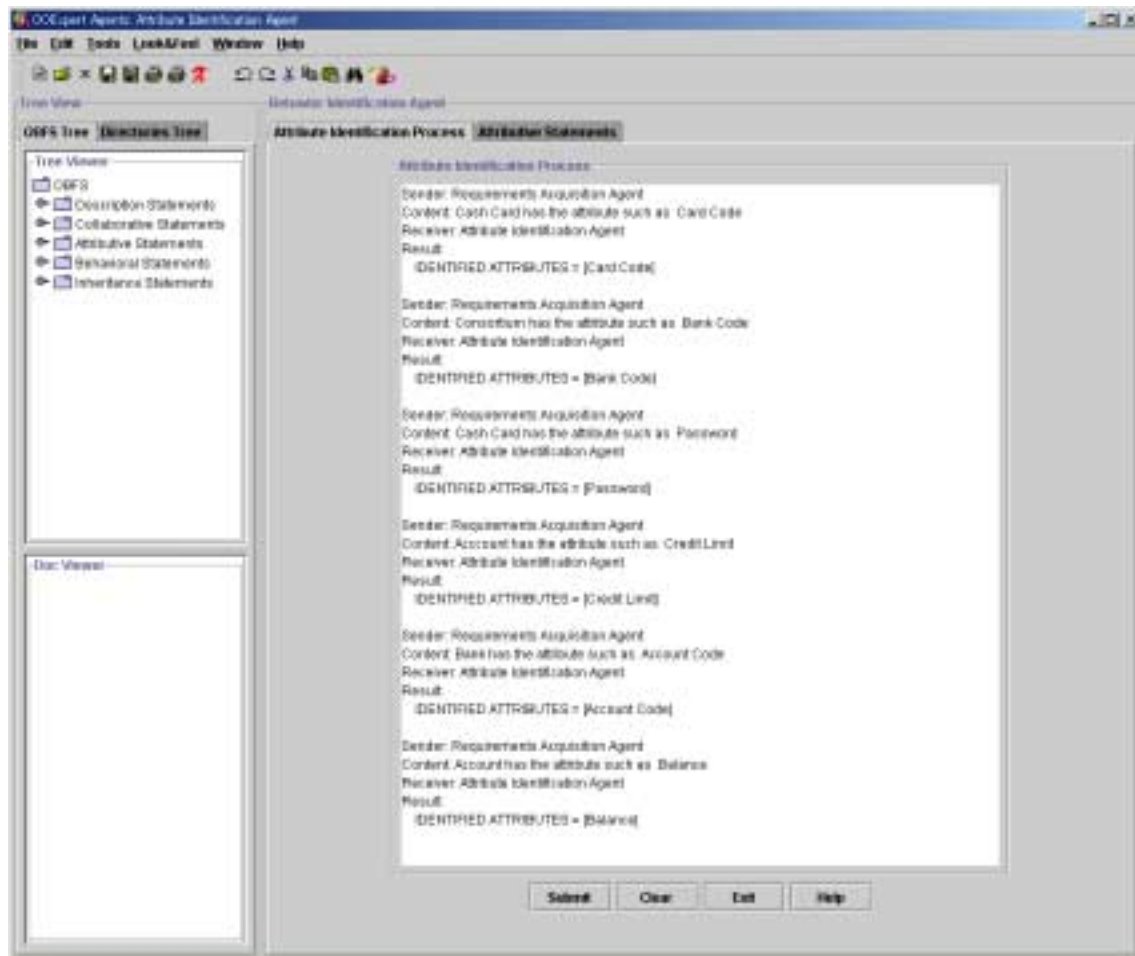 OOExpert Agents: Attribute Identification Agent
File Edit Tools Look&Feel Window Help
Tree View
Behavior Identification Agent
OBFS Tree Directories Tree
Attribute Identification Process Attributive Statements
Tree Viewer
OBFS
Description Statements
Collaborative Statements
Attributive Statements
Behavioral Statements
Inheritance Statements
Doc Viewer
Attribute Identification Process
Sender: Requirements Acquisition Agent
Content: Cash Card has the attribute such as Card Code
Receiver: Attribute Identification Agent
Result:
IDENTIFIED ATTRIBUTES = [Card Code]
Sender: Requirements Acquisition Agent
Content: Consortium has the attribute such as Bank Code
Receiver: Attribute Identification Agent
Result:
IDENTIFIED ATTRIBUTES = [Bank Code]
Sender: Requirements Acquisition Agent
Content: Cash Card has the attribute such as Password
Receiver: Attribute Identification Agent
Result:
IDENTIFIED ATTRIBUTES = [Password]
Sender: Requirements Acquisition Agent
Content: Account has the attribute such as Credit Limit
Receiver: Attribute Identification Agent
Result:
IDENTIFIED ATTRIBUTES = [Credit Limit]
Sender: Requirements Acquisition Agent
Content: Bank has the attribute such as Account Code
Receiver: Attribute Identification Agent
Result:
IDENTIFIED ATTRIBUTES = [Account Code]
Sender: Requirements Acquisition Agent
Content: Account has the attribute such as Balance
Receiver: Attribute Identification Agent
Result:
IDENTIFIED ATTRIBUTES = [Balance]
Submit Clear Exit Help